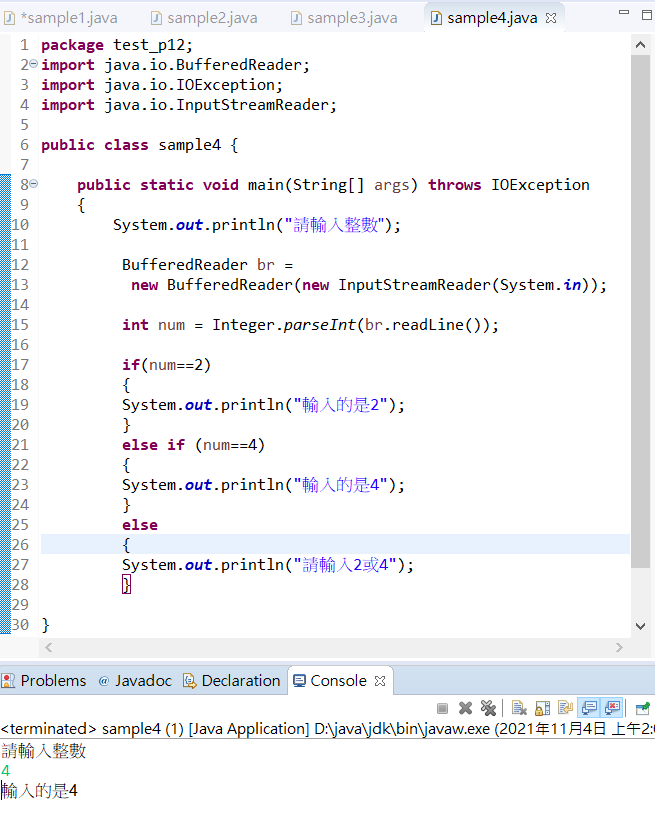 *sample1.java sample2.java sample3.java sample4.java
1 package test_p12;
2 import java.io.BufferedReader;
3 import java.io.IOException;
4 import java.io.InputStreamReader;
5
6 public class sample4 {
7
8 public static void main(String[] args) throws IOException
9 {
10 System.out.println("請輸入整數");
11
12 BufferedReader br =
13 new BufferedReader(new InputStreamReader(System.in));
14
15 int num = Integer.parseInt(br.readLine());
16
17 if(num==2)
18 {
19 System.out.println("輸入的是2");
20 }
21 else if (num==4)
22 {
23 System.out.println("輸入的是4");
24 }
25 else
26 {
27 System.out.println("請輸入2或4");
28 }
29
30 }
Problems @ Javadoc Declaration Console
<terminated> sample4 (1) [Java Application] D:\java\jdk\bin\javaw.exe (2021年11月4日 上午2:
請輸入整數
4
輸入的是4